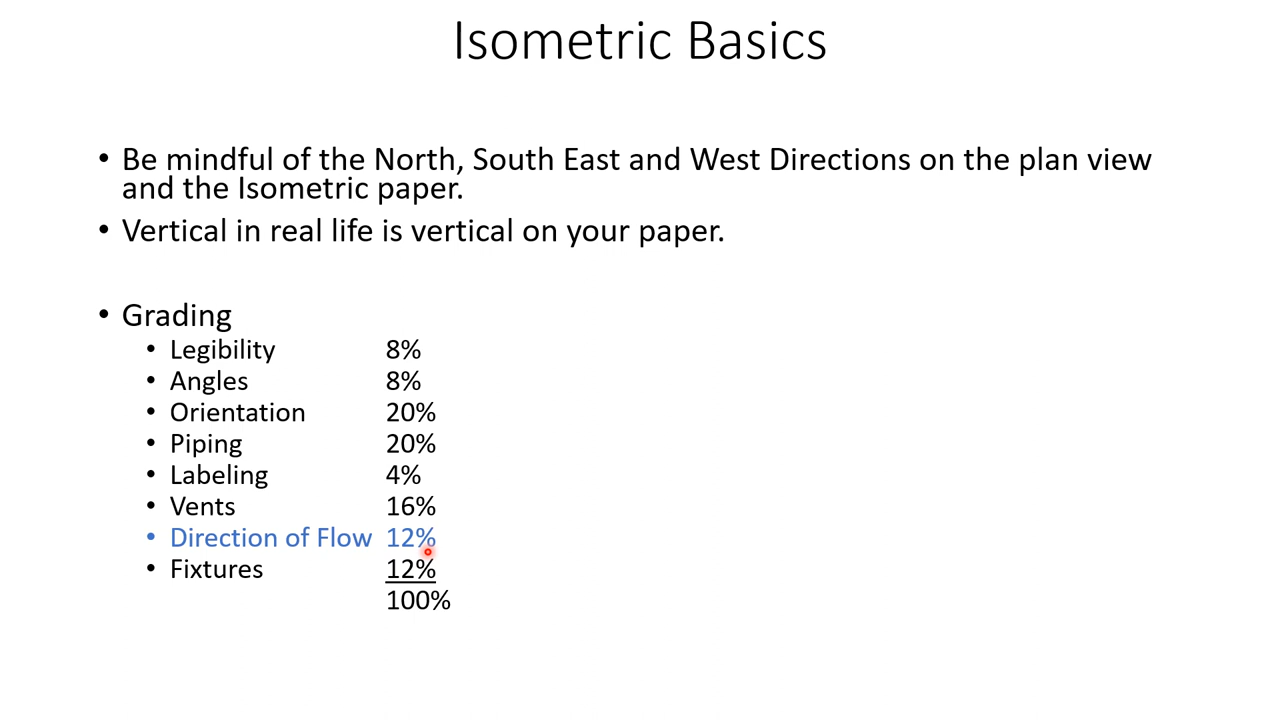 Isometric Basics
• Be mindful of the North, South East and West Directions on the plan view
and the Isometric paper.
• Vertical in real life is vertical on your paper.
• Grading
• Legibility 8%
• Angles 8%
• Orientation 20%
• Piping 20%
• Labeling 4%
• Vents 16%
• Direction of Flow 12%
• Fixtures 12%
100%